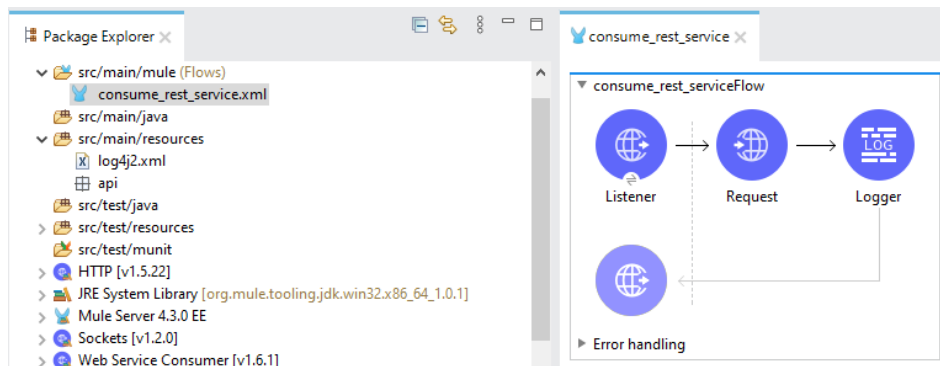 Package Explorer
src/main/mule (Flows)
consume_rest_service.xml
src/main/java
src/main/resources
log4j2.xml
api
src/test/java
src/test/resources
src/test/munit
HTTP [v1.5.22]
JRE System Library [org.mule.tooling.jdk.win32.x86_64_1.0.1]
Mule Server 4.3.0 EE
Sockets [v1.2.0]
Web Service Consumer [v1.6.1]
consume_rest_service
consume_rest_serviceFlow
LOG
Listener Request Logger
Error handling